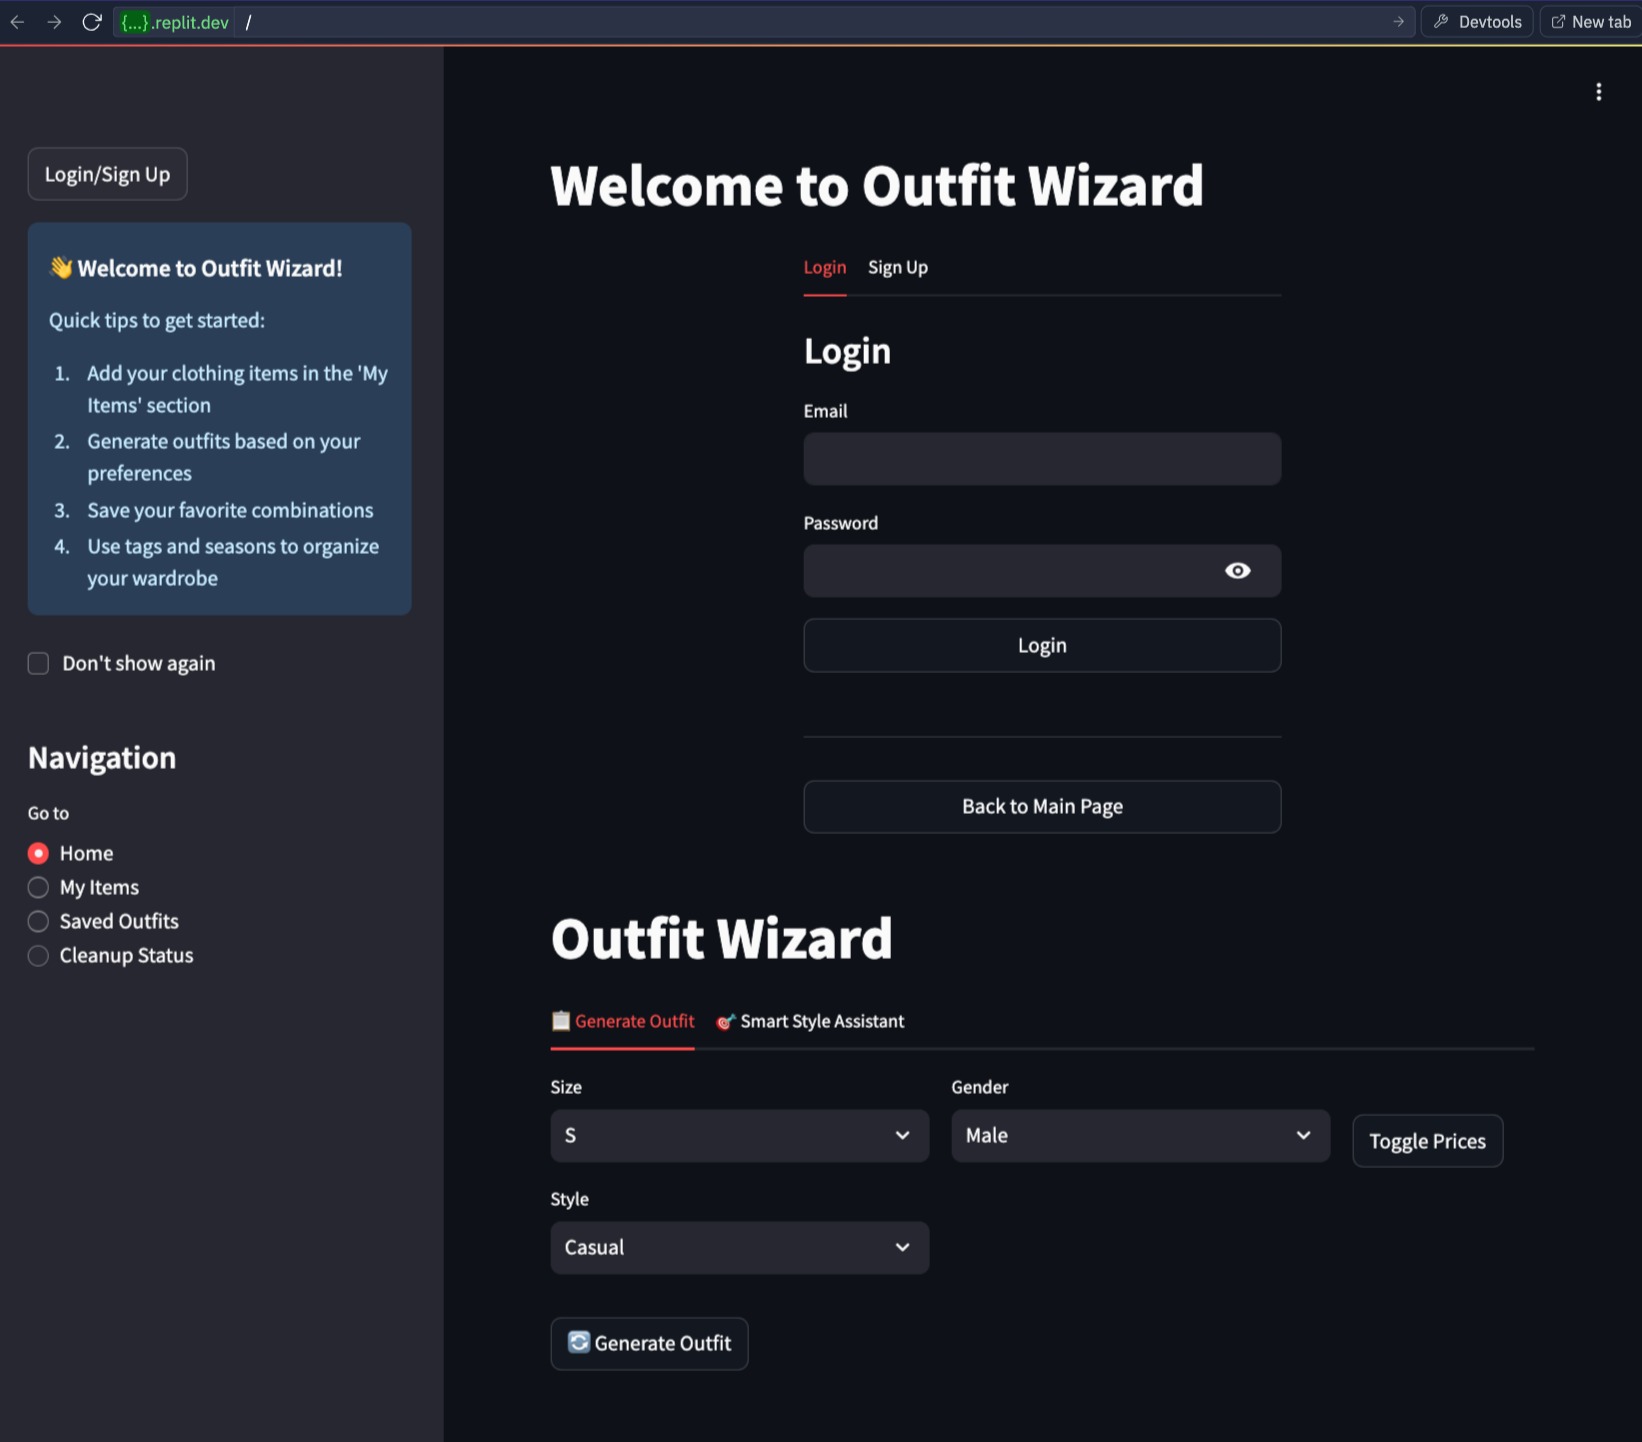 {...}.replit.dev /
Devtools
New tab
Login/Sign Up
👋 Welcome to Outfit Wizard!
Quick tips to get started:
1. Add your clothing items in the 'My
Items' section
2. Generate outfits based on your
preferences
3. Save your favorite combinations
4. Use tags and seasons to organize
your wardrobe
Don't show again
Navigation
Go to
Home
My Items
Saved Outfits
Cleanup Status
Welcome to Outfit Wizard
Login Sign Up
Login
Email
Password
Login
Back to Main Page
Outfit Wizard
📋 Generate Outfit 🎯 Smart Style Assistant
Size Gender
S Male Toggle Prices
Style
Casual
🔄 Generate Outfit